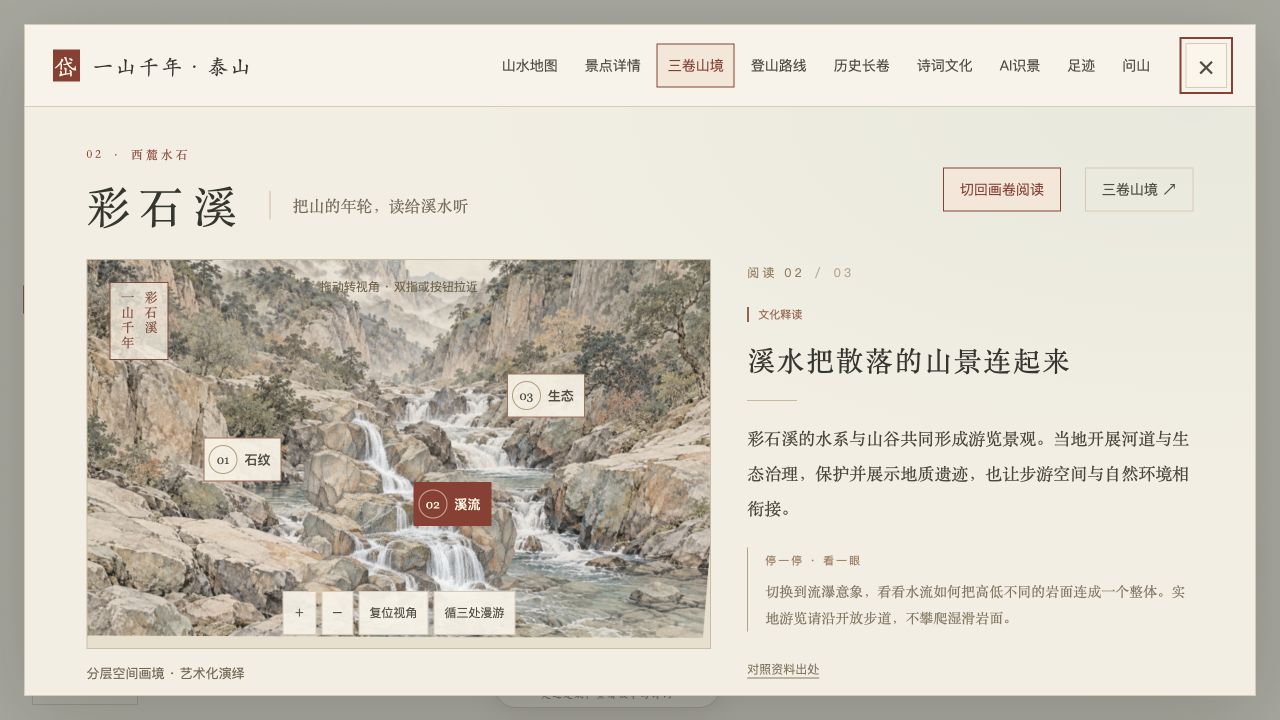 岱 一山千年 · 泰山
山水地图 景点详情 三卷山境 登山路线 历史长卷 诗词文化 AI识景 足迹 问山 ×
02 · 西麓水石
彩石溪 把山的年轮，读给溪水听
切回画卷阅读 三卷山境 ↗
拖动转视角 · 双指或按钮拉近
彩石溪
一山千年
03 生态
01 石纹
02 溪流
+ − 复位视角 循三处漫游
分层空间画境 · 艺术化演绎
阅读 02 / 03
文化释读
溪水把散落的山景连起来
彩石溪的水系与山谷共同形成游览景观。当地开展河道与生
态治理，保护并展示地质遗迹，也让步游空间与自然环境相
衔接。
停一停 · 看一眼
切换到流瀑意象，看看水流如何把高低不同的岩面连成一个整体。实
地游览请沿开放步道，不攀爬湿滑岩面。
对照资料出处